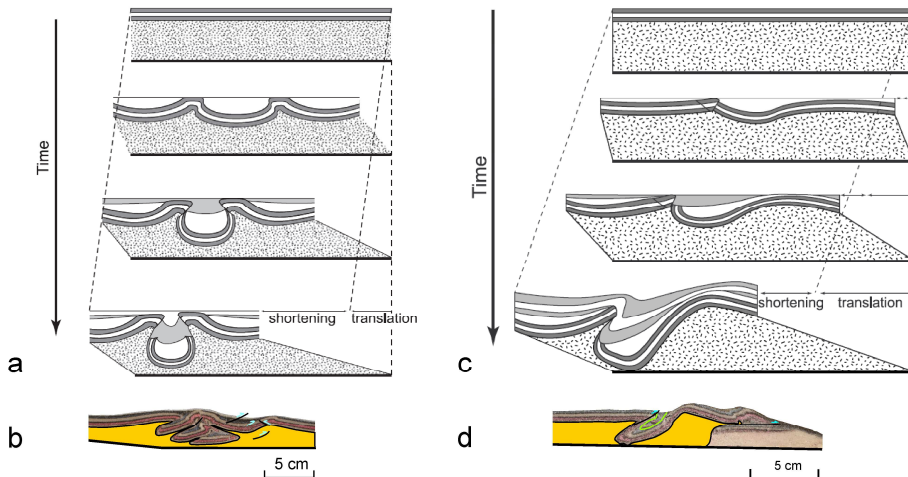 Time
shortening
translation
a
b
5 cm
Time
shortening
translation
c
d
5 cm